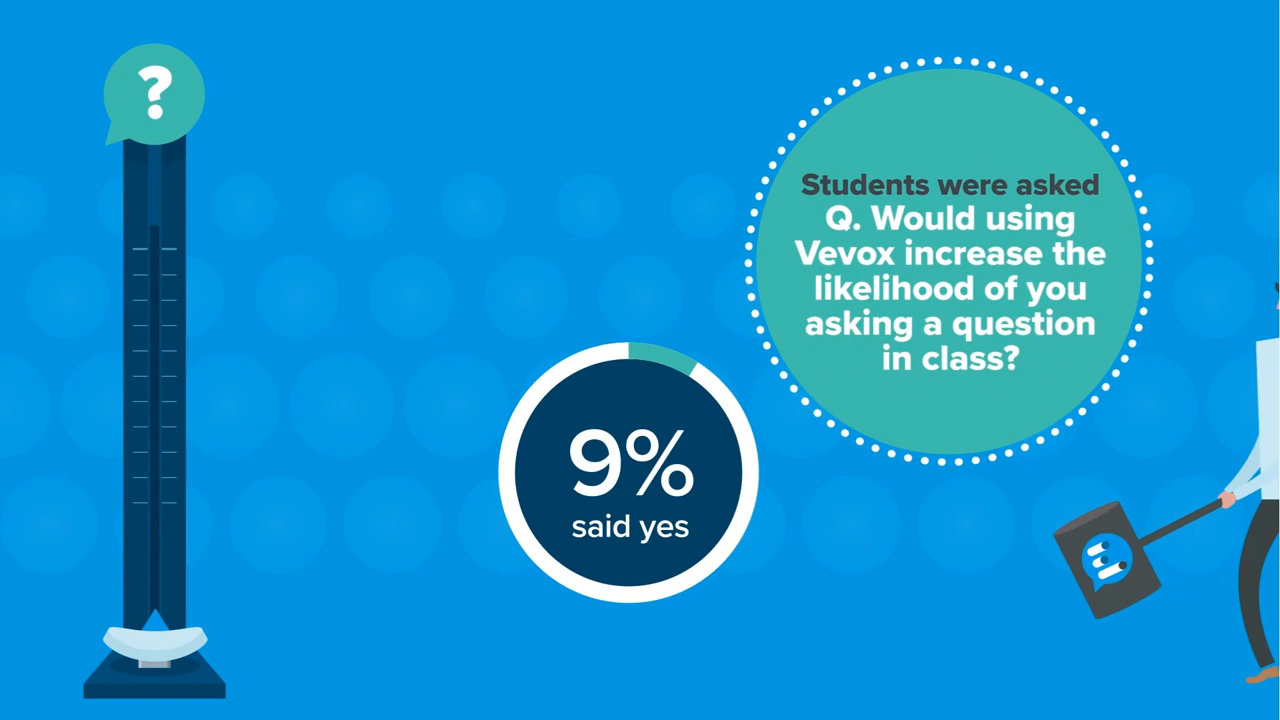 ?
Students were asked
Q. Would using
Vevox increase the
likelihood of you
asking a question
in class?
9%
said yes